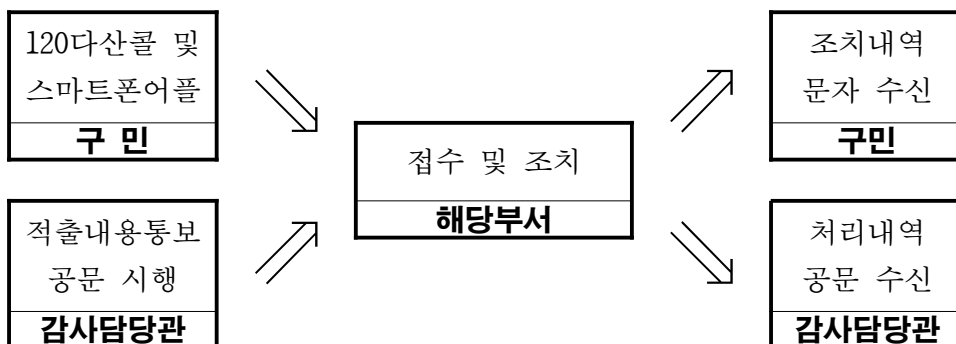 120다산콜 및
스마트폰어플
구 민
적출내용통보
공문 시행
감사담당관
접수 및 조치
해당부서
조치내역
문자 수신
구민
처리내역
공문 수신
감사담당관